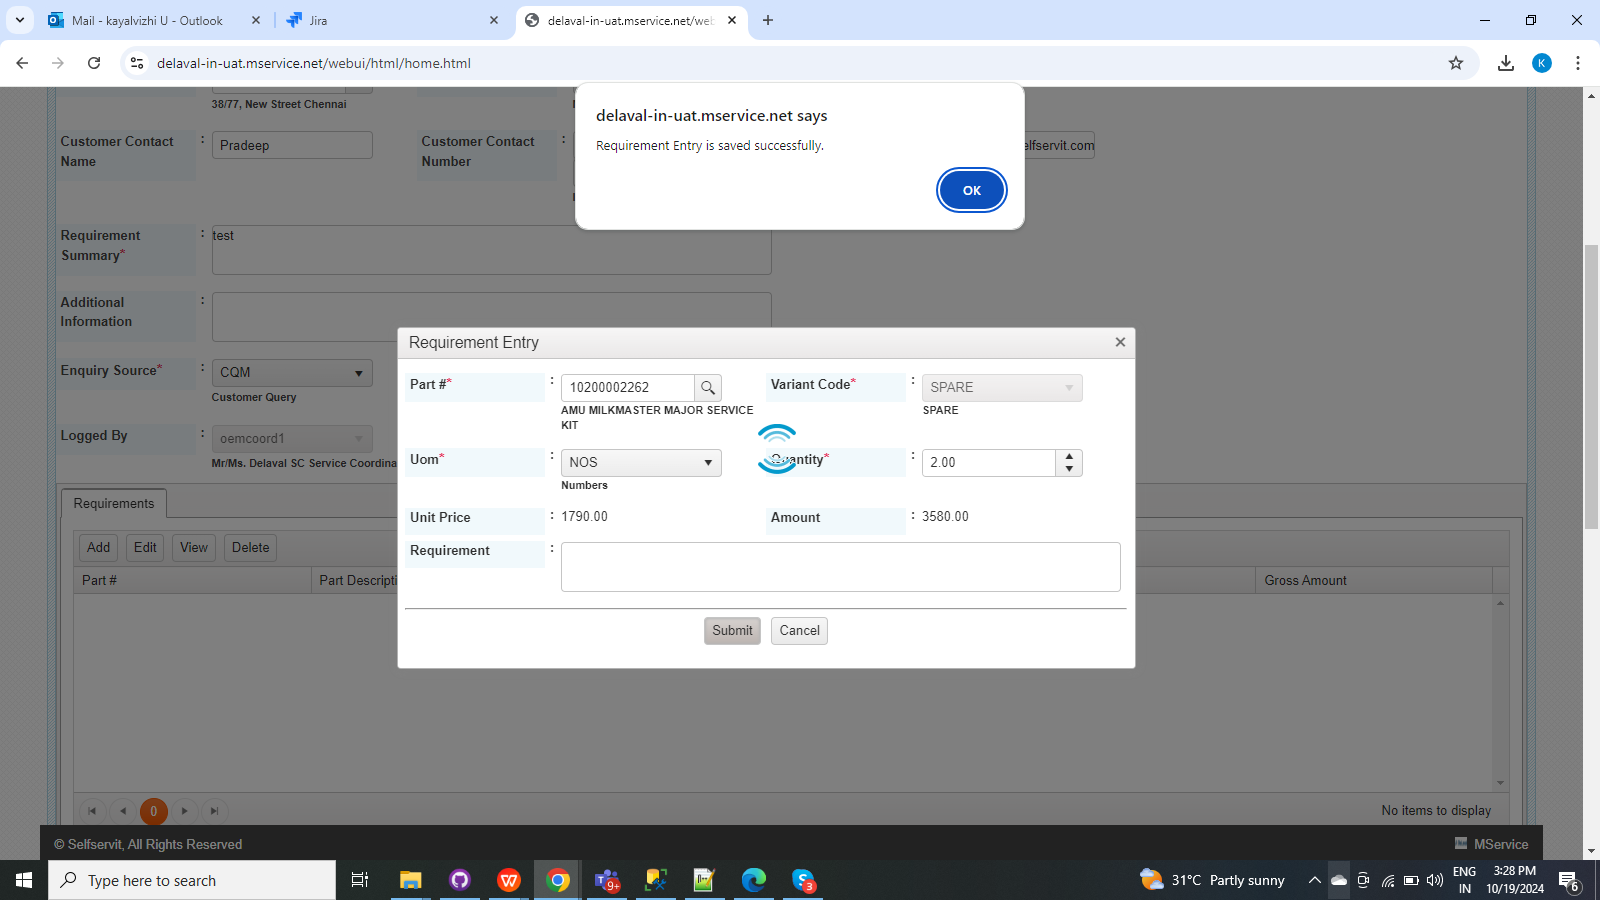 Mail - kayalvizhi U - Outlook
Jira
delaval-in-uat.mservice.net/web
delaval-in-uat.mservice.net/webui/html/home.html
K
delaval-in-uat.mservice.net says
Requirement Entry is saved successfully.
OK
38/77, New Street Chennai
Customer Contact Name : Pradeep
Customer Contact Number :
elfservit.com
Requirement Summary* : test
Additional Information :
Enquiry Source* : CQM
Customer Query
Logged By : oemcoord1
Mr/Ms. Delaval SC Service Coordina
Requirement Entry
Part #* : 10200002262
AMU MILKMASTER MAJOR SERVICE KIT
Variant Code* : SPARE
SPARE
Uom* : NOS
Numbers
Quantity* : 2.00
Unit Price : 1790.00
Amount : 3580.00
Requirement :
Submit Cancel
Requirements
Add Edit View Delete
Part # Part Descripti Gross Amount
0
No items to display
© Selfservit, All Rights Reserved
MService
Type here to search
9+
3
31°C Partly sunny
ENG
IN
3:28 PM
10/19/2024
6